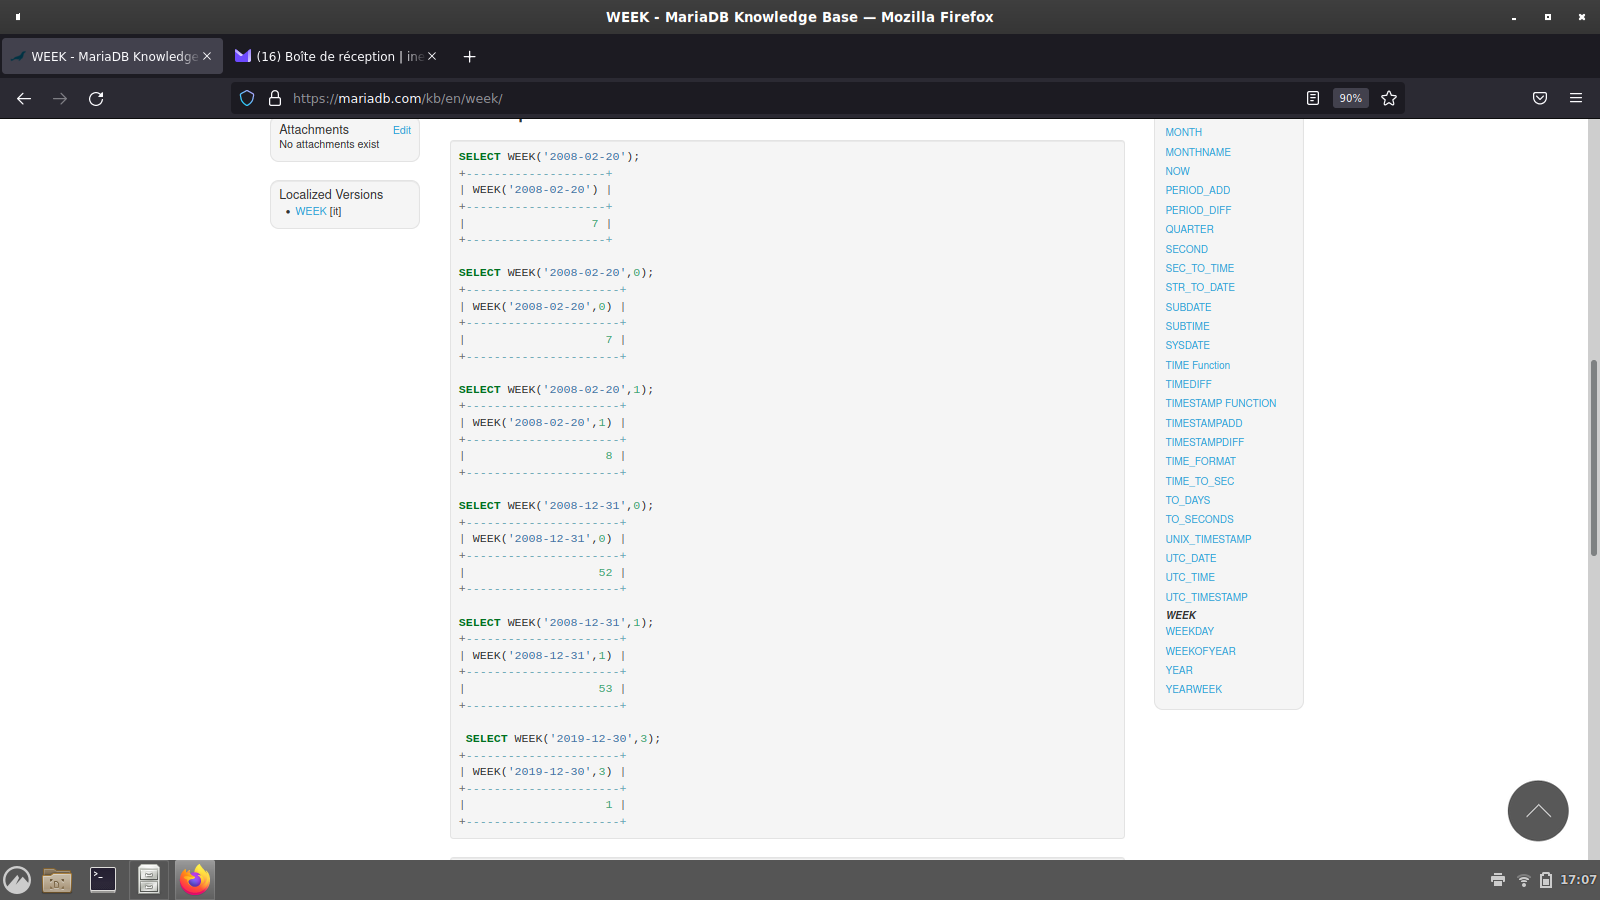 WEEK - MariaDB Knowledge Base — Mozilla Firefox
WEEK - MariaDB Knowledge
(16) Boîte de réception | ine
https://mariadb.com/kb/en/week/
90%
Attachments Edit
No attachments exist
Localized Versions
• WEEK [it]
SELECT WEEK('2008-02-20');
+--------------------+
| WEEK('2008-02-20') |
+--------------------+
|                  7 |
+--------------------+
SELECT WEEK('2008-02-20',0);
+----------------------+
| WEEK('2008-02-20',0) |
+----------------------+
|                    7 |
+----------------------+
SELECT WEEK('2008-02-20',1);
+----------------------+
| WEEK('2008-02-20',1) |
+----------------------+
|                    8 |
+----------------------+
SELECT WEEK('2008-12-31',0);
+----------------------+
| WEEK('2008-12-31',0) |
+----------------------+
|                   52 |
+----------------------+
SELECT WEEK('2008-12-31',1);
+----------------------+
| WEEK('2008-12-31',1) |
+----------------------+
|                   53 |
+----------------------+
 SELECT WEEK('2019-12-30',3);
+----------------------+
| WEEK('2019-12-30',3) |
+----------------------+
|                    1 |
+----------------------+
MONTH
MONTHNAME
NOW
PERIOD_ADD
PERIOD_DIFF
QUARTER
SECOND
SEC_TO_TIME
STR_TO_DATE
SUBDATE
SUBTIME
SYSDATE
TIME Function
TIMEDIFF
TIMESTAMP FUNCTION
TIMESTAMPADD
TIMESTAMPDIFF
TIME_FORMAT
TIME_TO_SEC
TO_DAYS
TO_SECONDS
UNIX_TIMESTAMP
UTC_DATE
UTC_TIME
UTC_TIMESTAMP
WEEK
WEEKDAY
WEEKOFYEAR
YEAR
YEARWEEK
17:07